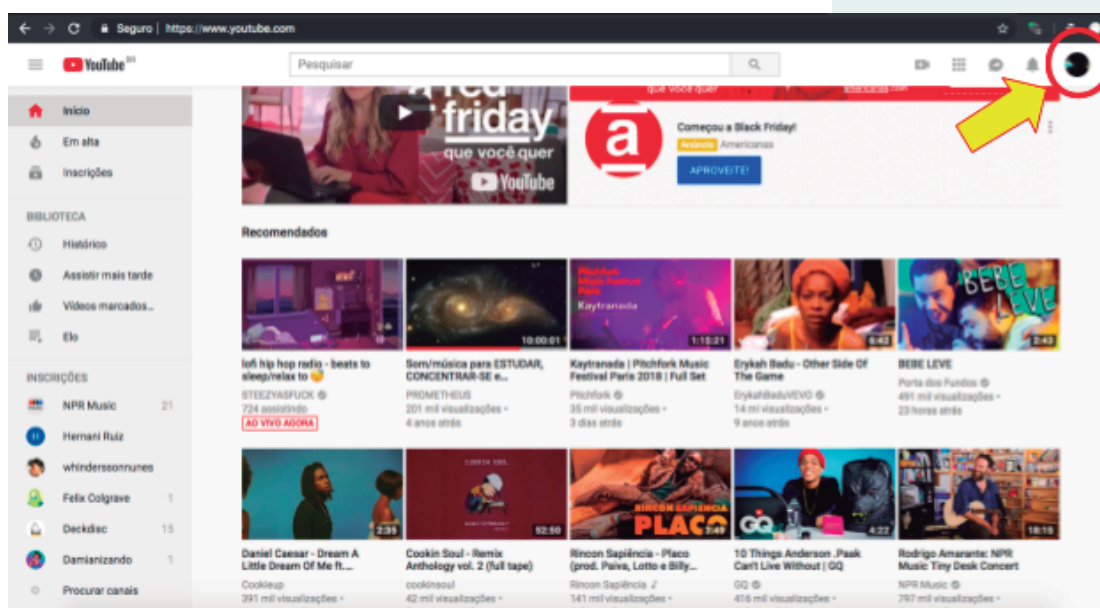 Seguro | https://www.youtube.com
YouTube BR
Pesquisar
Início
Em alta
Inscrições
BIBLIOTECA
Histórico
Assistir mais tarde
Vídeos marcados...
Elo
INSCRIÇÕES
NPR Music 21
Hernani Ruiz
whinderssonnunes
Felix Colgrave 1
Deckdisc 15
Damianizando 1
Procurar canais
a red
friday
que você quer
YouTube
que você quer
americanas.com
a
Começou a Black Friday!
Anúncio Americanas
APROVEITE!
Recomendados
lofi hip hop radio - beats to
sleep/relax to
STEEZYASFUCK
724 assistindo
AO VIVO AGORA
10:00:01
Som/música para ESTUDAR,
CONCENTRAR-SE e...
PROMETHEUS
201 mil visualizações •
4 anos atrás
Pitchfork
Music Festival
Paris
Kaytranada
1:15:21
Kaytranada | Pitchfork Music
Festival Paris 2018 | Full Set
Pitchfork
35 mil visualizações •
3 dias atrás
6:42
Erykah Badu - Other Side Of
The Game
ErykahBaduVEVO
14 mi visualizações •
9 anos atrás
BEBE
LEVE
2:43
BEBE LEVE
Porta dos Fundos
491 mil visualizações •
23 horas atrás
2:35
Daniel Caesar - Dream A
Little Dream Of Me ft....
Cookieup
391 mil visualizações •
COOKIN SOUL
52:50
Cookin Soul - Remix
Anthology vol. 2 (full tape)
cookinsoul
42 mil visualizações •
RINCON SAPIÊNCIA
PLACO
3:49
Rincon Sapiência - Placo
(prod. Paiva, Lotto e Billy...
Rincon Sapiência
141 mil visualizações •
GQ
4:22
10 Things Anderson .Paak
Can't Live Without | GQ
GQ
416 mil visualizações •
18:15
Rodrigo Amarante: NPR
Music Tiny Desk Concert
NPR Music
797 mil visualizações •